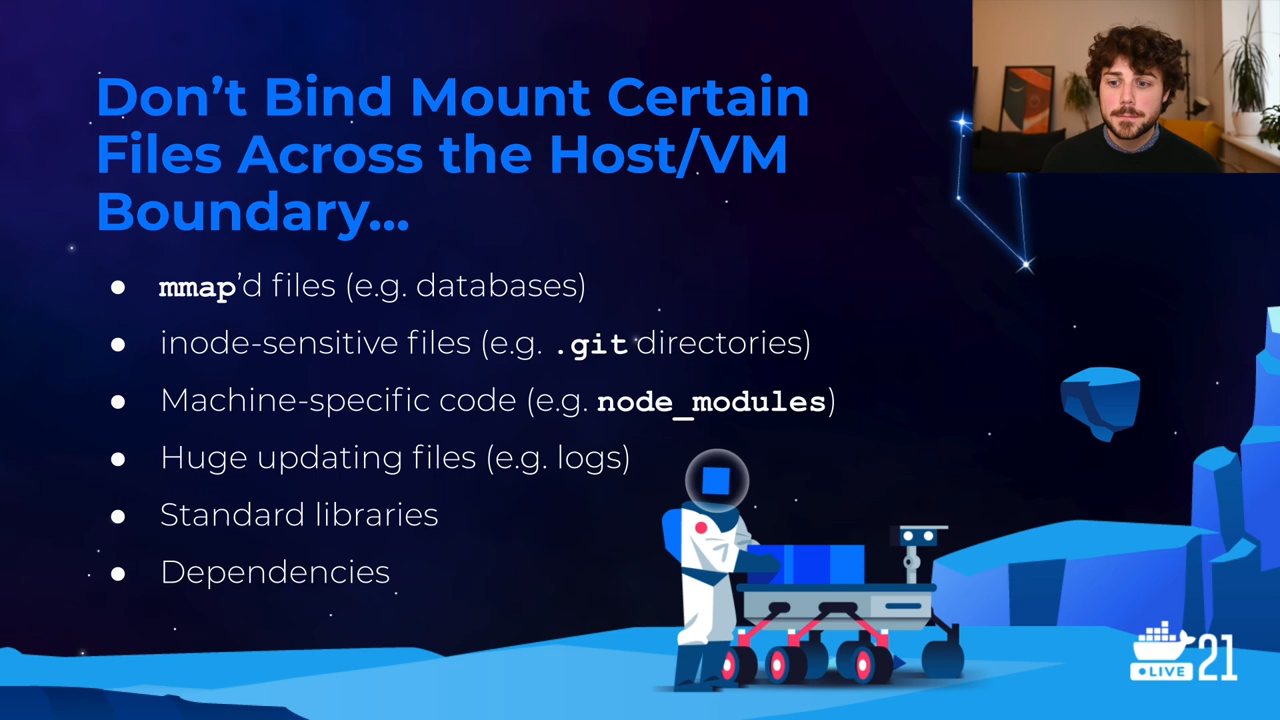 Don’t Bind Mount Certain
Files Across the Host/VM
Boundary...
● mmap’d files (e.g. databases)
● inode-sensitive files (e.g. .git directories)
● Machine-specific code (e.g. node_modules)
● Huge updating files (e.g. logs)
● Standard libraries
● Dependencies
LIVE 21